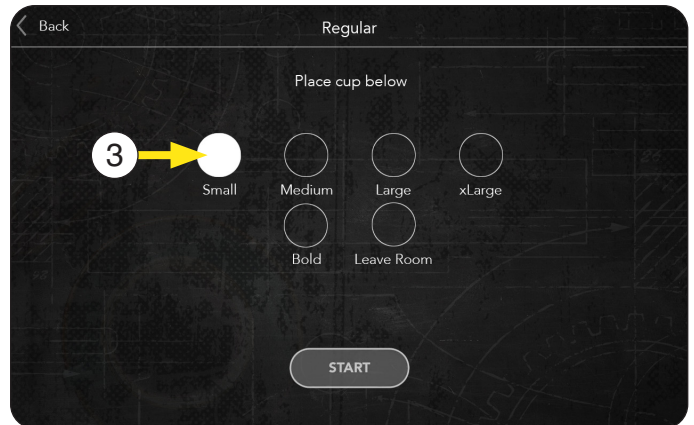 Back
Regular
Place cup below
3
Small Medium Large xLarge
Bold Leave Room
START